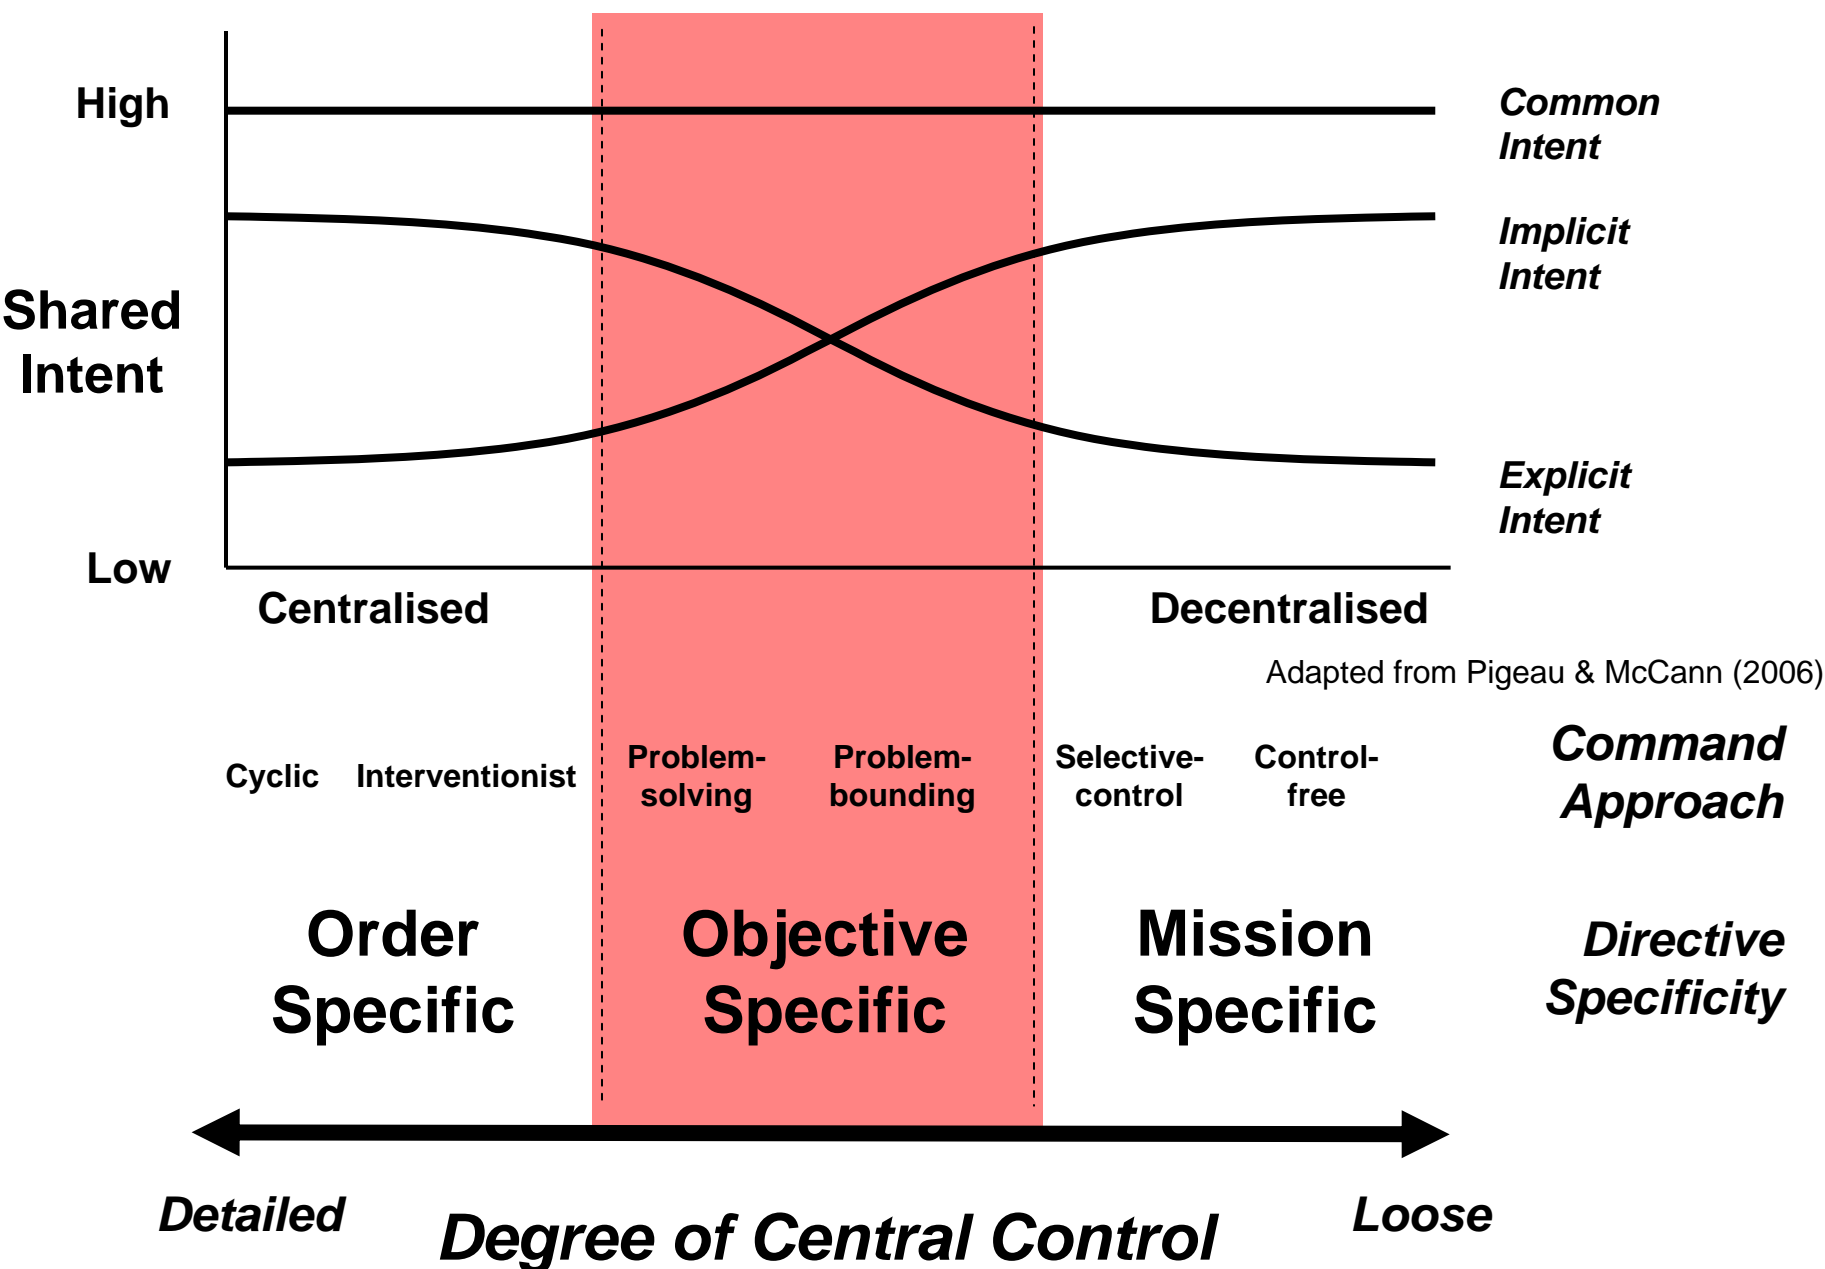 High
Common
Intent
Implicit
Intent
Shared
Intent
Explicit
Intent
Low
Centralised
Decentralised
Adapted from Pigeau & McCann (2006)
Cyclic
Interventionist
Problem-
solving
Problem-
bounding
Selective-
control
Control-
free
Command
Approach
Order
Specific
Objective
Specific
Mission
Specific
Directive
Specificity
Detailed
Degree of Central Control
Loose